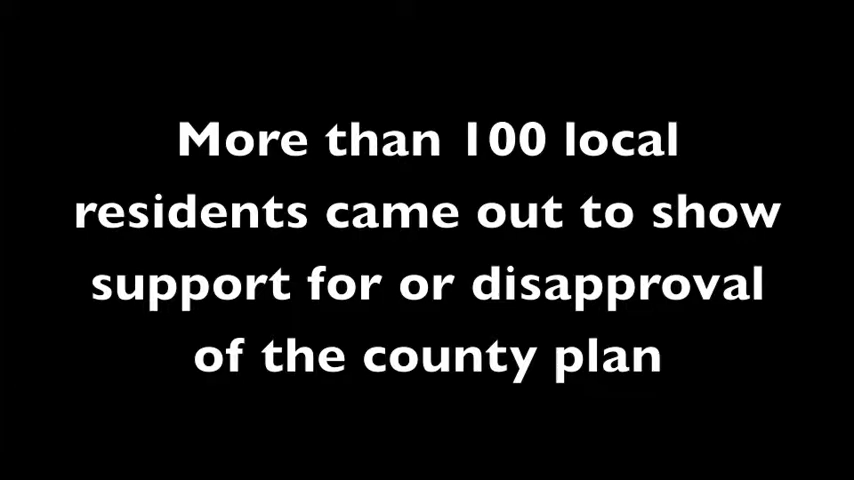 More than 100 local
residents came out to show
support for or disapproval
of the county plan